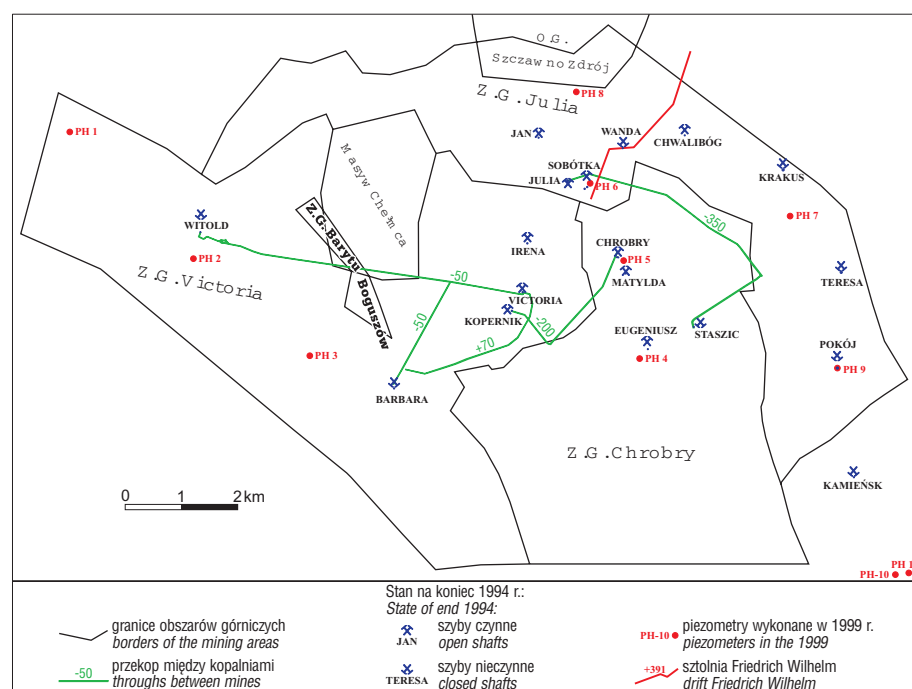 O.G.
Szczawno Zdrój
Z.G.Julia
PH 8
PH 1
JAN
WANDA
CHWALIBÓG
Masyw Chełmca
SOBÓTKA
JULIA
PH 6
KRAKUS
PH 7
-350
WITOLD
Z.G.Barytu Boguszów
IRENA
CHROBRY
PH 5
MATYLDA
PH 2
-50
TERESA
Z.G.Victoria
VICTORIA
KOPERNIK
-200
-50
+70
EUGENIUSZ
STASZIC
PH 3
PH 4
POKÓJ
PH 9
BARBARA
Z.G.Chrobry
KAMIEŃSK
0 1 2 km
PH-10
PH 1
Stan na koniec 1994 r.:
State of end 1994:
granice obszarów górniczych
borders of the mining areas
JAN
szyby czynne
open shafts
PH-10
piezometry wykonane w 1999 r.
piezometers in the 1999
-50
przekop między kopalniami
throughs between mines
TERESA
szyby nieczynne
closed shafts
+391
sztolnia Friedrich Wilhelm
drift Friedrich Wilhelm